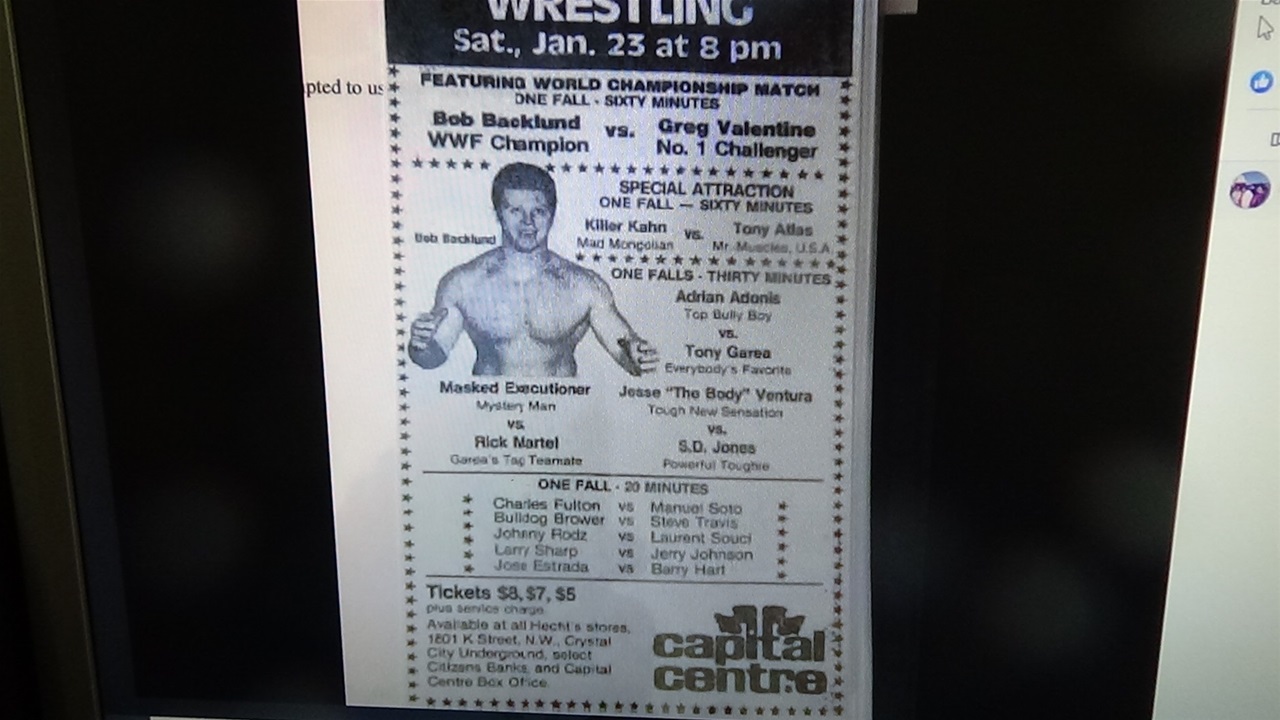 WRESTLING
Sat., Jan. 23 at 8 pm
pted to us
FEATURING WORLD CHAMPIONSHIP MATCH
ONE FALL - SIXTY MINUTES
Bob Backlund vs. Greg Valentine
WWF Champion No. 1 Challenger
SPECIAL ATTRACTION
ONE FALL — SIXTY MINUTES
Killer Kahn vs. Tony Atlas
Mad Mongolian Mr. Muscles, U.S.A
Bob Backlund
ONE FALLS - THIRTY MINUTES
Adrian Adonis
Top Bully Boy
vs.
Tony Garea
Everybody's Favorite
Masked Executioner
Mystery Man
vs
Rick Martel
Garea's Tag Teamate
Jesse "The Body" Ventura
Tough New Sensation
vs.
S.D. Jones
Powerful Toughie
ONE FALL - 20 MINUTES
Charles Fulton vs Manuel Soto
Bulldog Brower vs Steve Travis
Johnny Rodz vs Laurent Souci
Larry Sharp vs Jerry Johnson
Jose Estrada vs Barry Hart
Tickets $8, $7, $5
plus service charge.
Available at all Hecht's stores,
1801 K Street, N.W., Crystal
City Underground, select
Citizens Banks, and Capital
Centre Box Office.
capital
centre